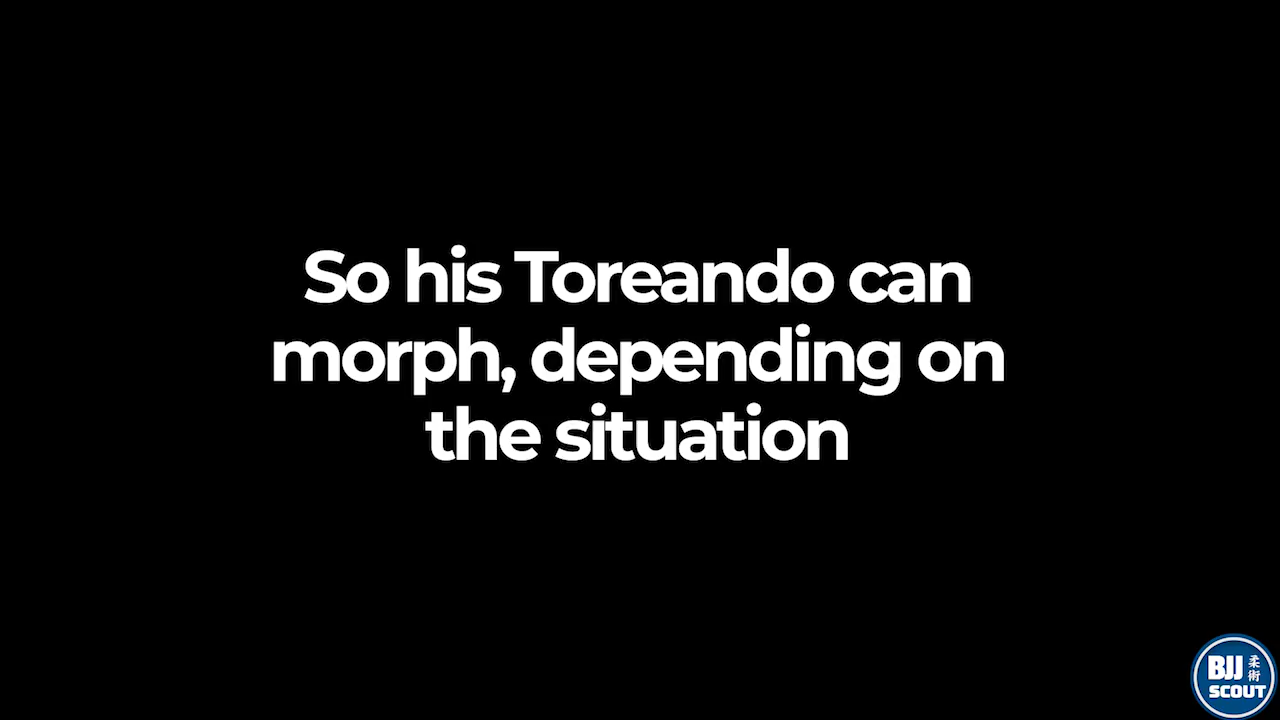 So his Toreando can
morph, depending on
the situation
BJJ 柔術
SCOUT